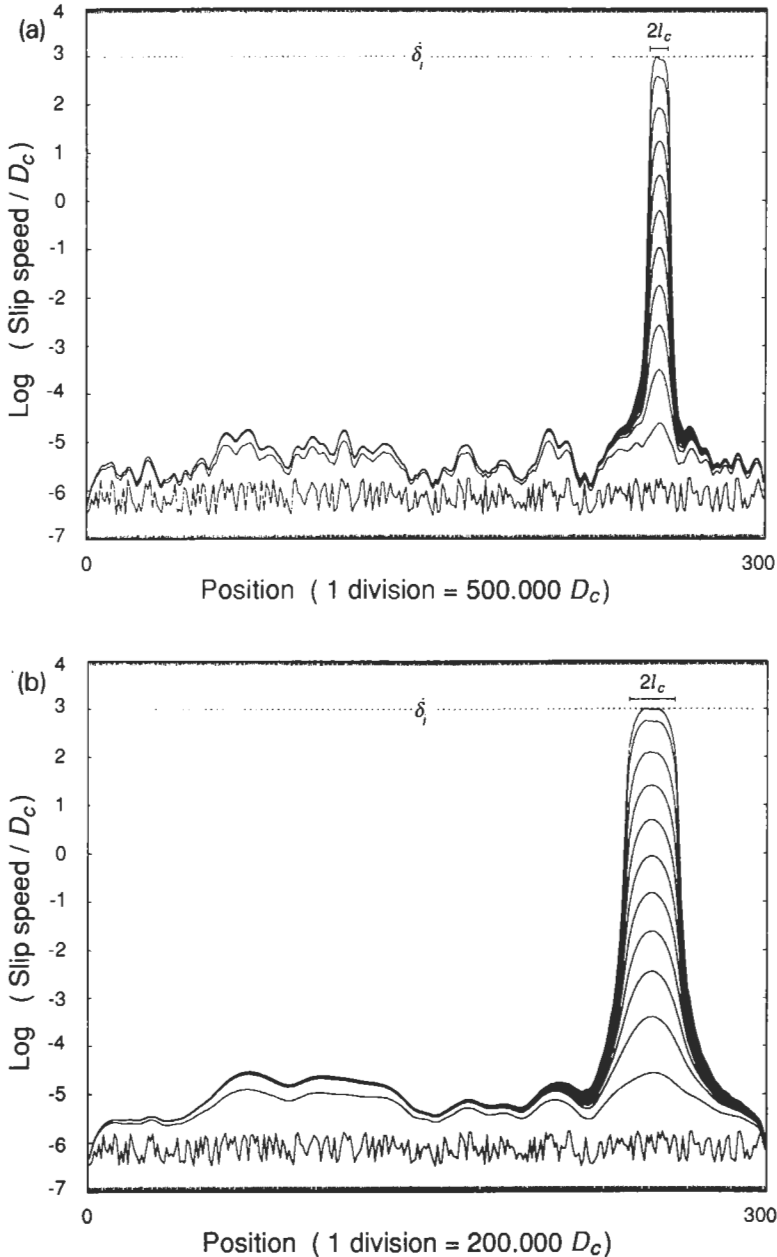 (a)
4
3
2
1
0
-1
-2
-3
-4
-5
-6
-7
Log ( Slip speed / D_c)
2l_c
δ̇_i
0
300
Position ( 1 division = 500.000 D_c)
(b)
4
3
2
1
0
-1
-2
-3
-4
-5
-6
-7
Log ( Slip speed / D_c)
2l_c
δ̇_i
0
300
Position ( 1 division = 200.000 D_c)